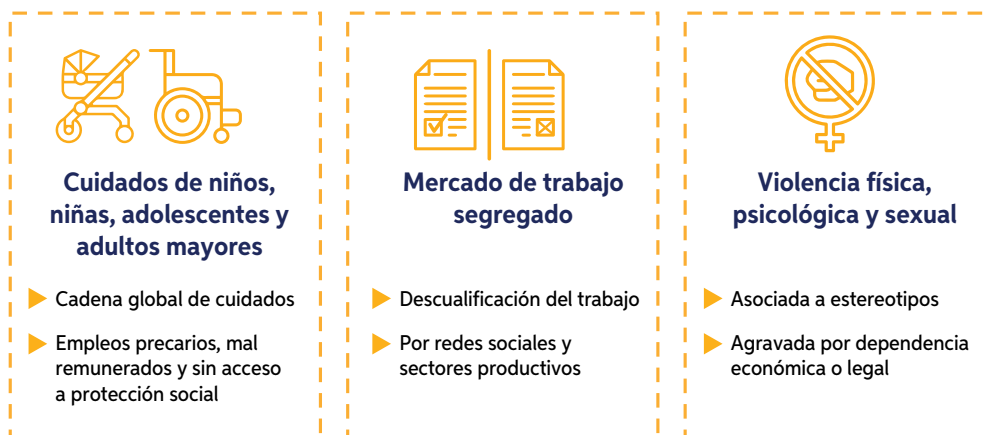 Cuidados de niños,
niñas, adolescentes y
adultos mayores
Cadena global de cuidados
Empleos precarios, mal
remunerados y sin acceso
a protección social
Mercado de trabajo
segregado
Descualificación del trabajo
Por redes sociales y
sectores productivos
Violencia física,
psicológica y sexual
Asociada a estereotipos
Agravada por dependencia
económica o legal